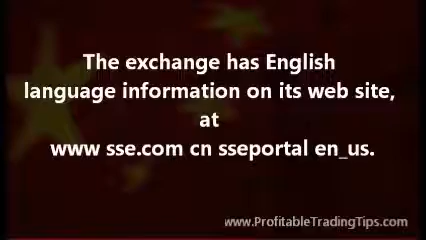 The exchange has English
language information on its web site,
at
www sse.com cn sseportal en_us.
www.ProfitableTradingTips.com